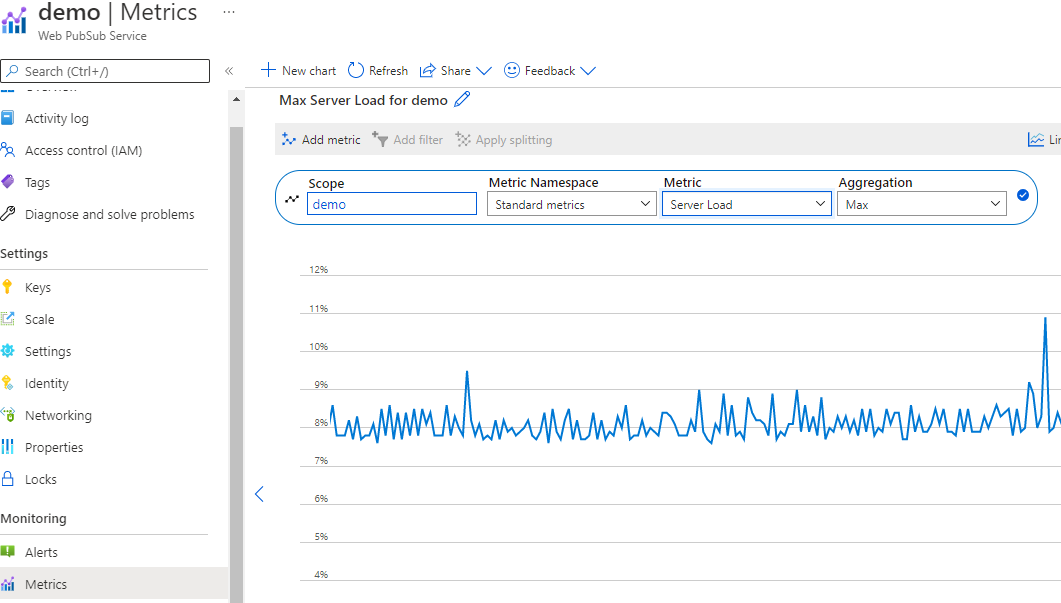 demo | Metrics ...
Web PubSub Service
Search (Ctrl+/)
«
New chart
Refresh
Share
Feedback
Activity log
Access control (IAM)
Tags
Diagnose and solve problems
Settings
Keys
Scale
Settings
Identity
Networking
Properties
Locks
Monitoring
Alerts
Metrics
Max Server Load for demo
Add metric
Add filter
Apply splitting
Scope
demo
Metric Namespace
Standard metrics
Metric
Server Load
Aggregation
Max
12%
11%
10%
9%
8%
7%
6%
5%
4%